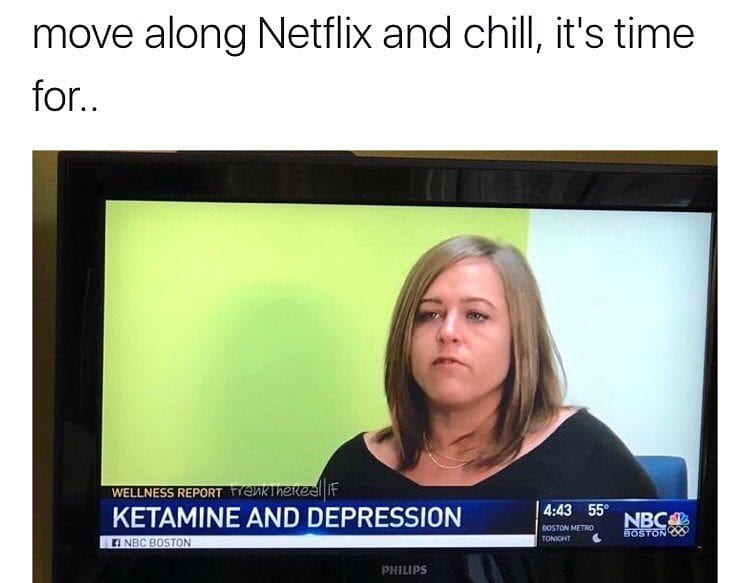 move along Netflix and chill, it's time
for..
WELLNESS REPORT FrankTheReallJF
KETAMINE AND DEPRESSION
NBC BOSTON
4:43 55°
BOSTON METRO
TONIGHT
NBC
BOSTON
PHILIPS